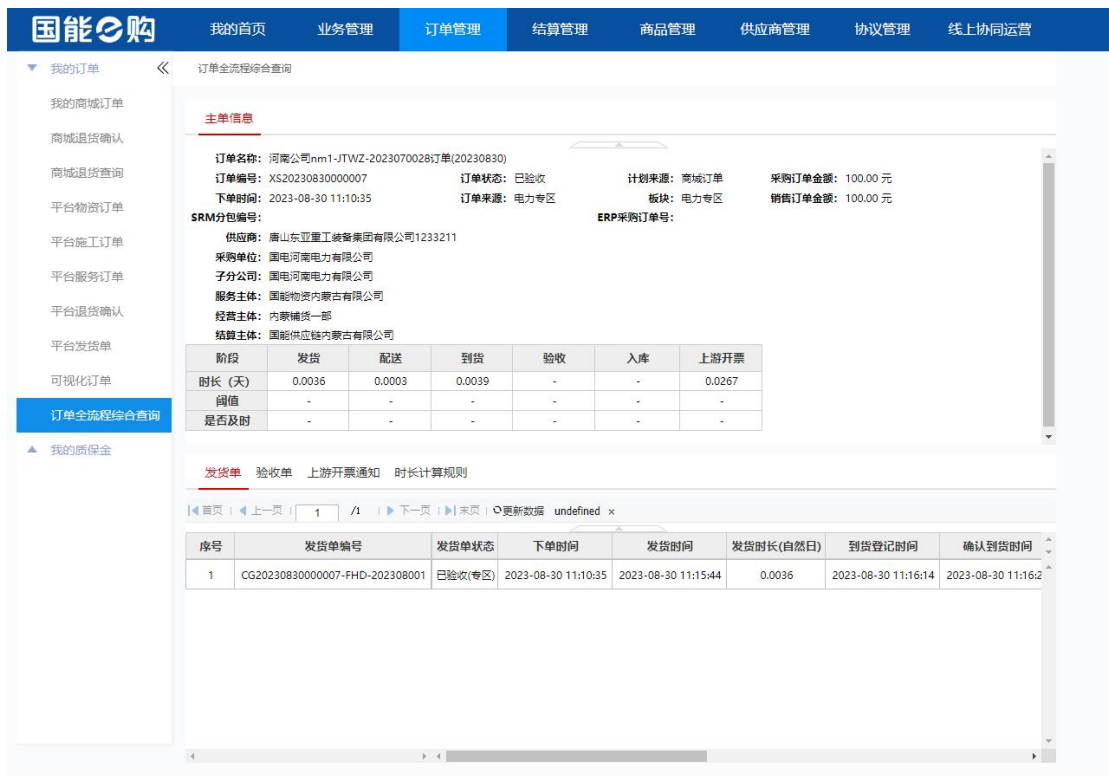 国能e购 我的首页 业务管理 订单管理 结算管理 商品管理 供应商管理 协议管理 线上协同运营
我的订单
我的商城订单
商城退货确认
商城退货查询
平台物资订单
平台施工订单
平台服务订单
平台退货确认
平台发货单
可视化订单
订单全流程综合查询
我的质保金
订单全流程综合查询
主单信息
订单名称: 河南公司nm1-JTWZ-2023070028订单(20230830)
订单编号: XS20230830000007 订单状态: 已验收 计划来源: 商城订单 采购订单金额: 100.00 元
下单时间: 2023-08-30 11:10:35 订单来源: 电力专区 板块: 电力专区 销售订单金额: 100.00 元
SRM分包编号: ERP采购订单号:
供应商: 唐山东亚重工装备集团有限公司1233211
采购单位: 国电河南电力有限公司
子分公司: 国电河南电力有限公司
服务主体: 国能物资内蒙古有限公司
经营主体: 内蒙铺货一部
结算主体: 国能供应链内蒙古有限公司
阶段 发货 配送 到货 验收 入库 上游开票
时长（天） 0.0036 0.0003 0.0039 - - 0.0267
阈值 - - - - - -
是否及时 - - - - - -
发货单 验收单 上游开票通知 时长计算规则
首页 上一页 1 /1 下一页 末页 更新数据 undefined ×
序号 发货单编号 发货单状态 下单时间 发货时间 发货时长(自然日) 到货登记时间 确认到货时间
1 CG20230830000007-FHD-202308001 已验收(专区) 2023-08-30 11:10:35 2023-08-30 11:15:44 0.0036 2023-08-30 11:16:14 2023-08-30 11:16:2